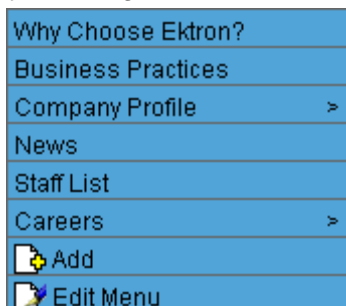 Why Choose Ektron?
Business Practices
Company Profile >
News
Staff List
Careers >
Add
Edit Menu